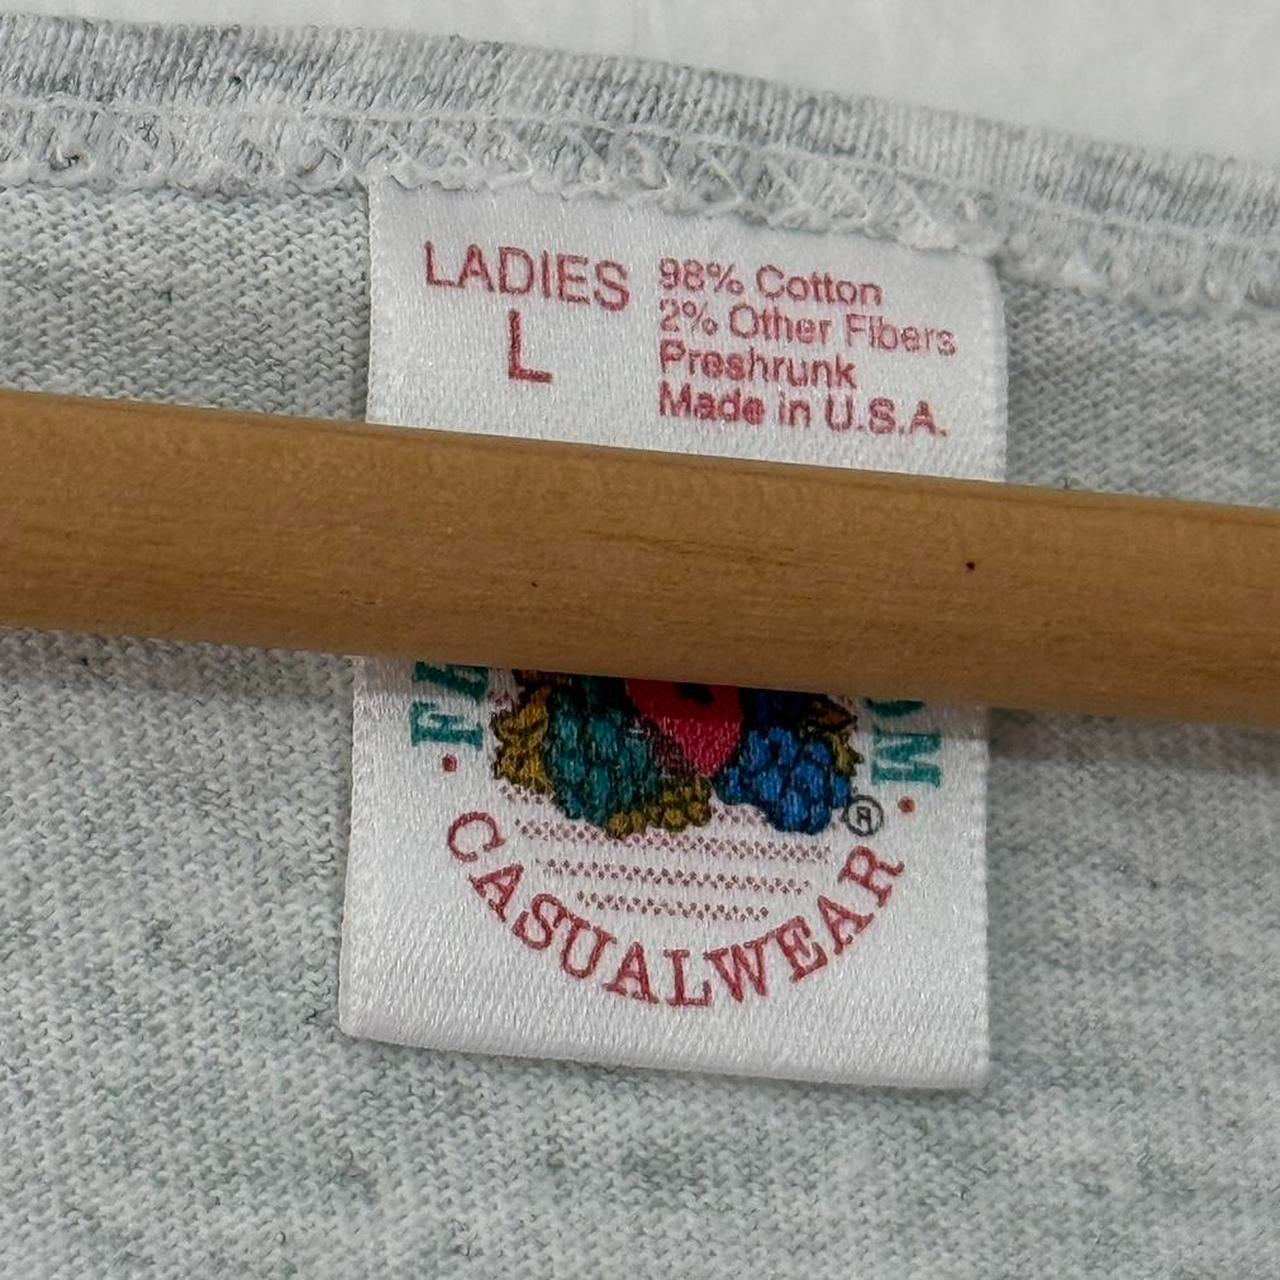 LADIES
L
98% Cotton
2% Other Fibers
Preshrunk
Made in U.S.A.
®
CASUALWEAR